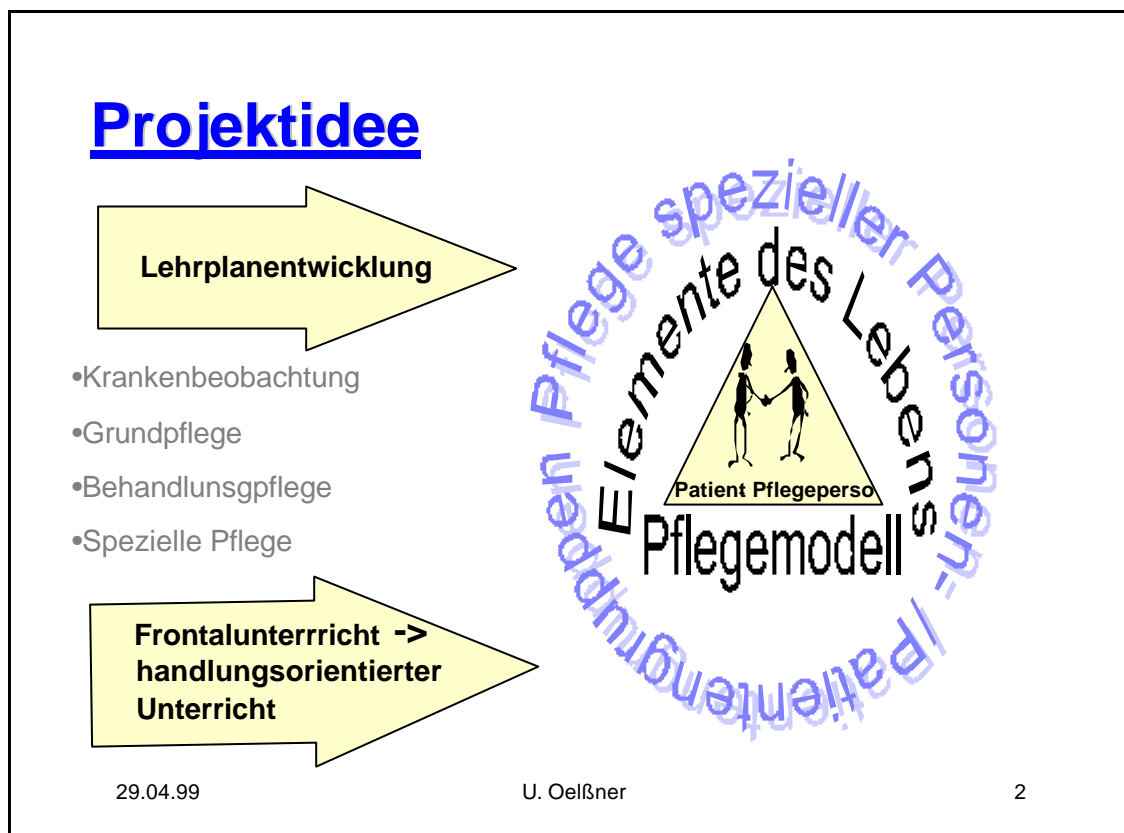 Projektidee
Lehrplanentwicklung
•Krankenbeobachtung
•Grundpflege
•Behandlunsgpflege
•Spezielle Pflege
Frontalunterrricht ->
handlungsorientierter
Unterricht
Pflege spezieller Personen-/Patientengruppen
Elemente des Lebens
Patient Pflegeperso
Pflegemodell
29.04.99
U. Oelßner
2